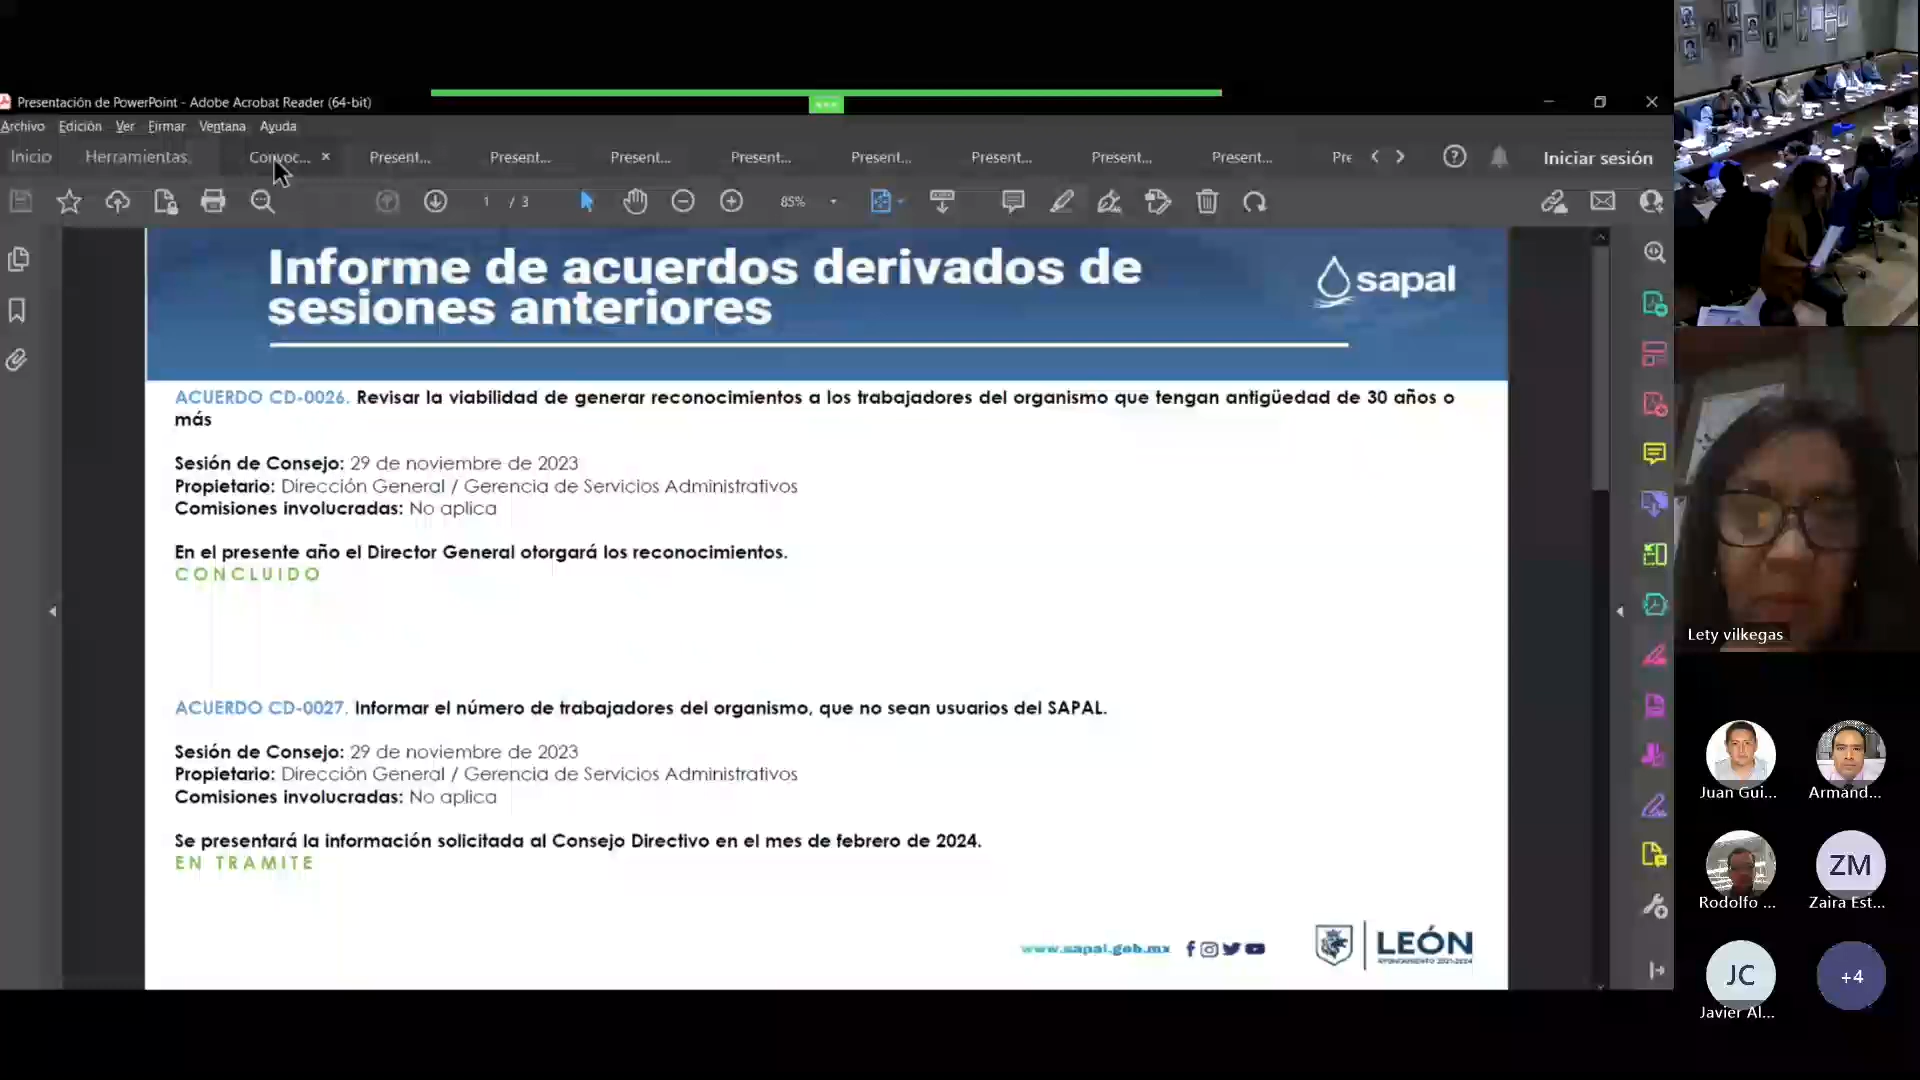 Presentación de PowerPoint - Adobe Acrobat Reader (64-bit)
Archivo Edición Ver Firmar Ventana Ayuda
Inicio Herramientas Convoc... × Present... Present... Present... Present... Present... Present... Present... Present... Pre Iniciar sesión
1 / 3 85%
Informe de acuerdos derivados de
sesiones anteriores
sapal
ACUERDO CD-0026. Revisar la viabilidad de generar reconocimientos a los trabajadores del organismo que tengan antigüedad de 30 años o
más
Sesión de Consejo: 29 de noviembre de 2023
Propietario: Dirección General / Gerencia de Servicios Administrativos
Comisiones involucradas: No aplica
En el presente año el Director General otorgará los reconocimientos.
CONCLUIDO
ACUERDO CD-0027. Informar el número de trabajadores del organismo, que no sean usuarios del SAPAL.
Sesión de Consejo: 29 de noviembre de 2023
Propietario: Dirección General / Gerencia de Servicios Administrativos
Comisiones involucradas: No aplica
Se presentará la información solicitada al Consejo Directivo en el mes de febrero de 2024.
EN TRAMITE
www.sapal.gob.mx
LEÓN
Lety vilkegas
Juan Gui... Armand...
ZM
Rodolfo ... Zaira Est...
JC +4
Javier Al...